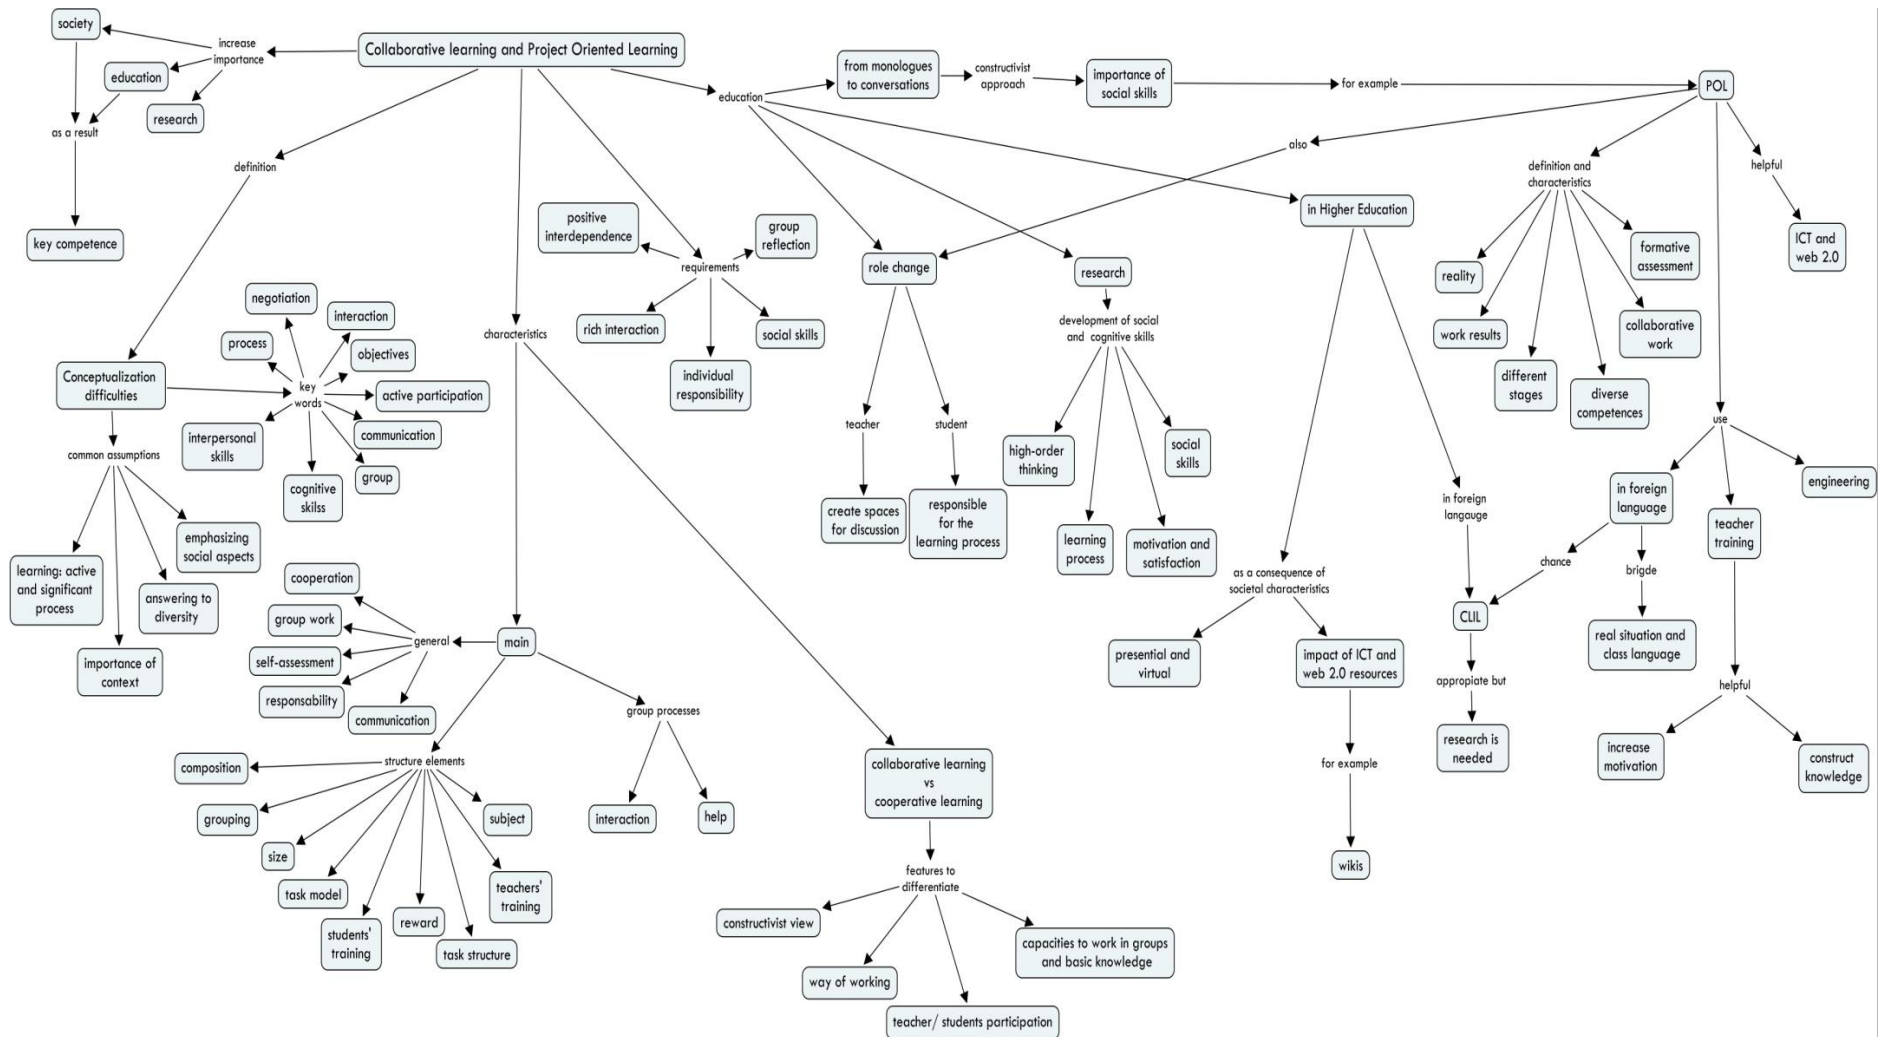 society
increase
importance
Collaborative learning and Project Oriented Learning
education
research
as a result
key competence
definition
education
from monologues
to conversations
constructivist
approach
importance of
social skills
for example
POL
also
definition and
characteristics
helpful
ICT and
web 2.0
in Higher Education
positive
interdependence
group
reflection
requirements
rich interaction
social skills
individual
responsibility
role change
research
development of social
and cognitive skills
formative
assessment
reality
work results
collaborative
work
different
stages
diverse
competences
characteristics
negotiation
interaction
process
objectives
key
words
active participation
communication
interpersonal
skills
cognitive
skilss
group
Conceptualization
difficulties
common assumptions
emphasizing
social aspects
learning: active
and significant
process
answering to
diversity
importance of
context
teacher
student
create spaces
for discussion
responsible
for the
learning process
high-order
thinking
social
skills
learning
process
motivation and
satisfaction
in foreign
langauge
use
in foreign
language
teacher
training
engineering
chance
brigde
as a consequence of
societal characteristics
CLIL
real situation and
class language
cooperation
group work
general
main
self-assessment
responsability
communication
group processes
presential and
virtual
impact of ICT and
web 2.0 resources
appropiate but
helpful
research is
needed
increase
motivation
construct
knowledge
structure elements
composition
grouping
size
task model
students'
training
reward
task structure
teachers'
training
subject
interaction
help
collaborative learning
vs
cooperative learning
for example
wikis
features to
differentiate
constructivist view
way of working
teacher/ students participation
capacities to work in groups
and basic knowledge